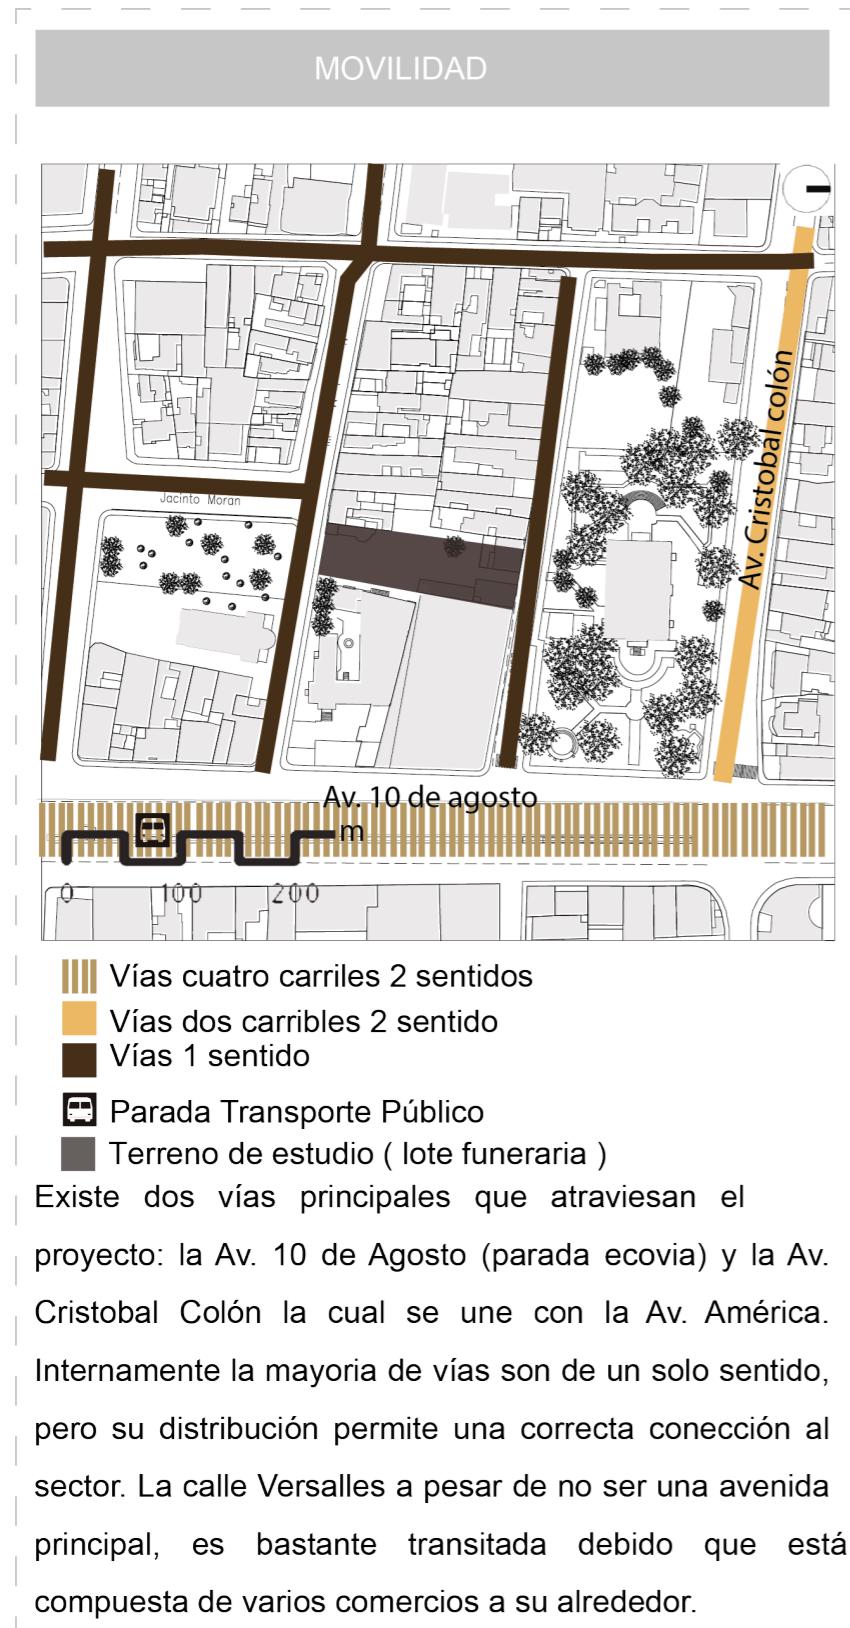 MOVILIDAD
Av. Cristobal colón
Jacinto Moran
Av. 10 de agosto
m
0 100 200
Vías cuatro carriles 2 sentidos
Vías dos carribles 2 sentido
Vías 1 sentido
Parada Transporte Público
Terreno de estudio ( lote funeraria )
Existe dos vías principales que atraviesan el
proyecto: la Av. 10 de Agosto (parada ecovia) y la Av.
Cristobal Colón la cual se une con la Av. América.
Internamente la mayoria de vías son de un solo sentido,
pero su distribución permite una correcta conección al
sector. La calle Versalles a pesar de no ser una avenida
principal, es bastante transitada debido que está
compuesta de varios comercios a su alrededor.